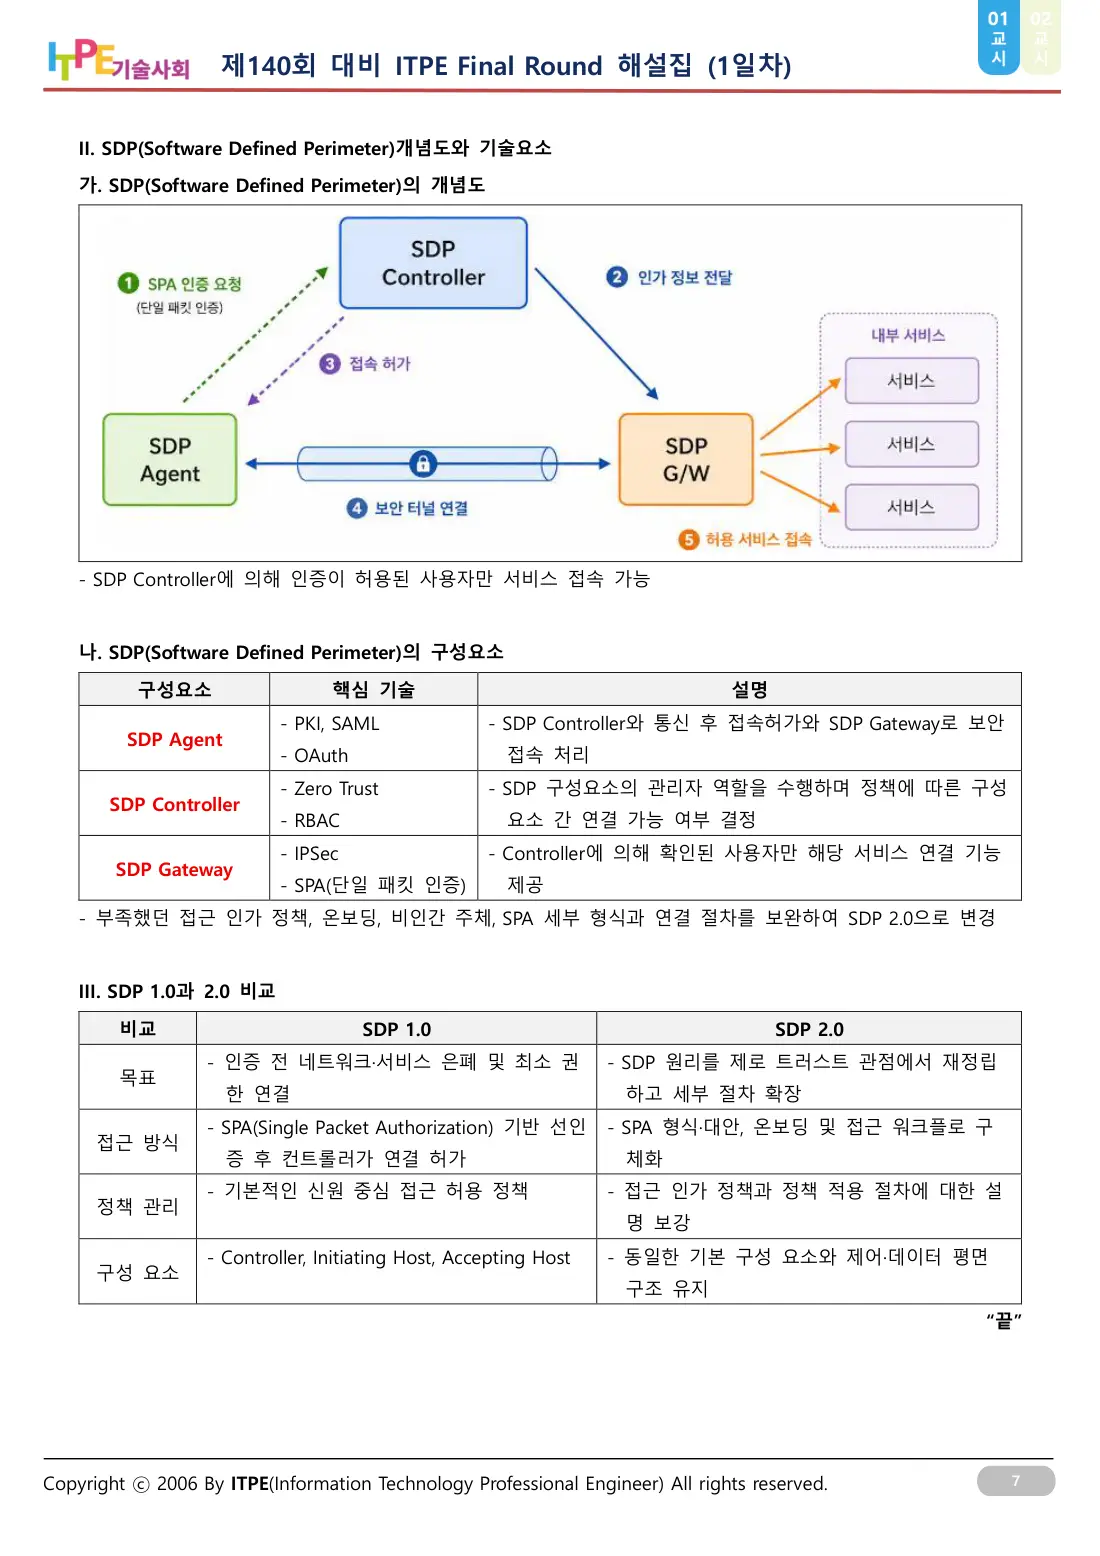 ITPE기술사회 제140회 대비 ITPE Final Round 해설집 (1일차)
01 교시
02 교시
II. SDP(Software Defined Perimeter)개념도와 기술요소
가. SDP(Software Defined Perimeter)의 개념도
SDP Controller
1 SPA 인증 요청
(단일 패킷 인증)
2 인가 정보 전달
3 접속 허가
내부 서비스
서비스
서비스
서비스
SDP Agent
SDP G/W
4 보안 터널 연결
5 허용 서비스 접속
- SDP Controller에 의해 인증이 허용된 사용자만 서비스 접속 가능
나. SDP(Software Defined Perimeter)의 구성요소
구성요소 핵심 기술 설명
SDP Agent
- PKI, SAML
- OAuth
- SDP Controller와 통신 후 접속허가와 SDP Gateway로 보안
접속 처리
SDP Controller
- Zero Trust
- RBAC
- SDP 구성요소의 관리자 역할을 수행하며 정책에 따른 구성
요소 간 연결 가능 여부 결정
SDP Gateway
- IPSec
- SPA(단일 패킷 인증)
- Controller에 의해 확인된 사용자만 해당 서비스 연결 기능
제공
- 부족했던 접근 인가 정책, 온보딩, 비인간 주체, SPA 세부 형식과 연결 절차를 보완하여 SDP 2.0으로 변경
III. SDP 1.0과 2.0 비교
비교 SDP 1.0 SDP 2.0
목표
- 인증 전 네트워크·서비스 은폐 및 최소 권
한 연결
- SDP 원리를 제로 트러스트 관점에서 재정립
하고 세부 절차 확장
접근 방식
- SPA(Single Packet Authorization) 기반 선인
증 후 컨트롤러가 연결 허가
- SPA 형식·대안, 온보딩 및 접근 워크플로 구
체화
정책 관리
- 기본적인 신원 중심 접근 허용 정책
- 접근 인가 정책과 정책 적용 절차에 대한 설
명 보강
구성 요소
- Controller, Initiating Host, Accepting Host
- 동일한 기본 구성 요소와 제어·데이터 평면
구조 유지
“끝”
Copyright ⓒ 2006 By ITPE(Information Technology Professional Engineer) All rights reserved.
7